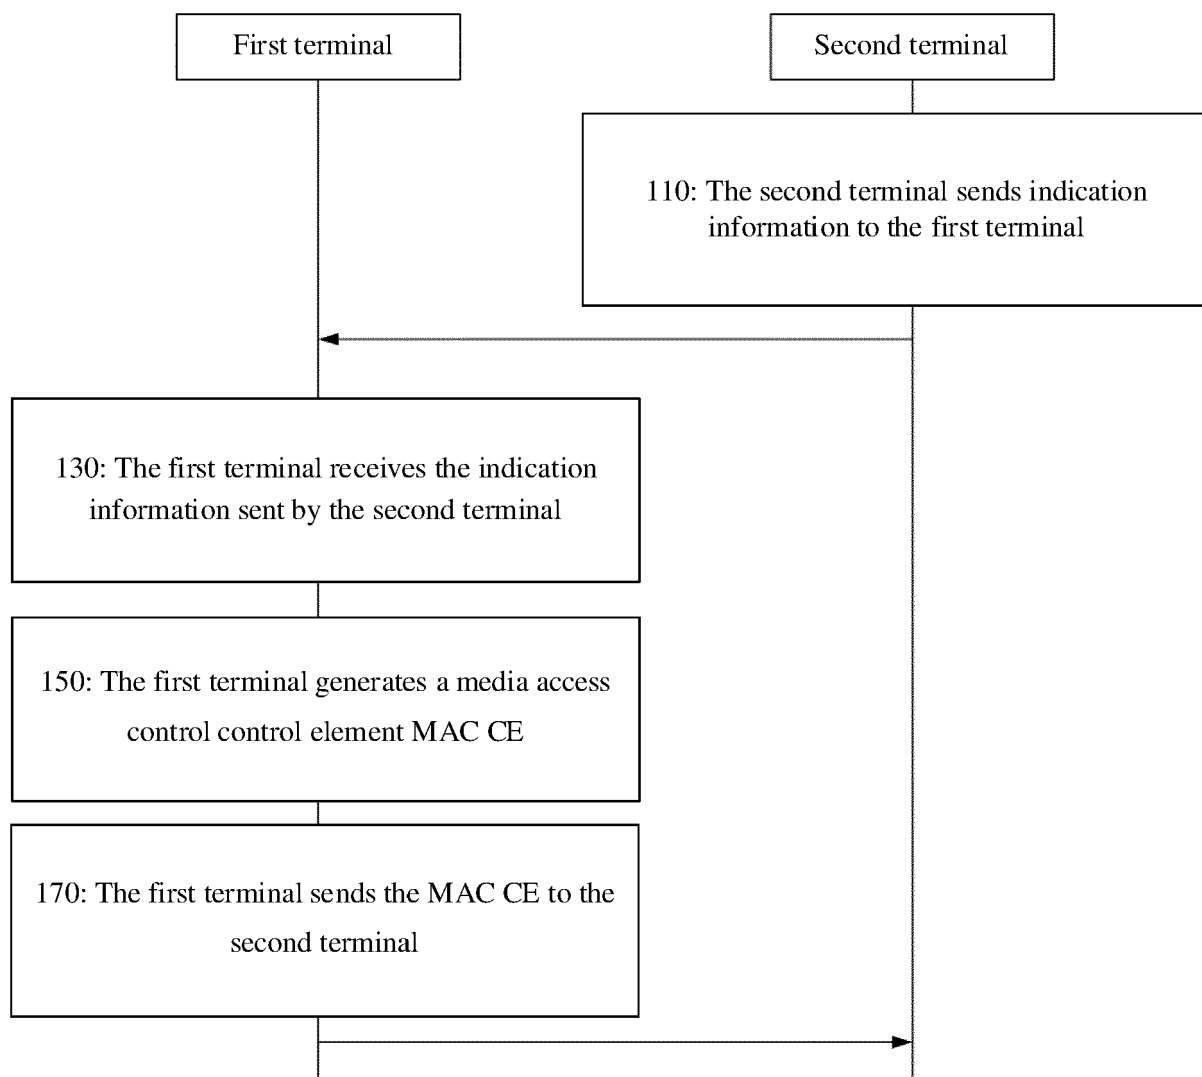 First terminal
Second terminal
110: The second terminal sends indication
information to the first terminal
130: The first terminal receives the indication
information sent by the second terminal
150: The first terminal generates a media access
control control element MAC CE
170: The first terminal sends the MAC CE to the
second terminal